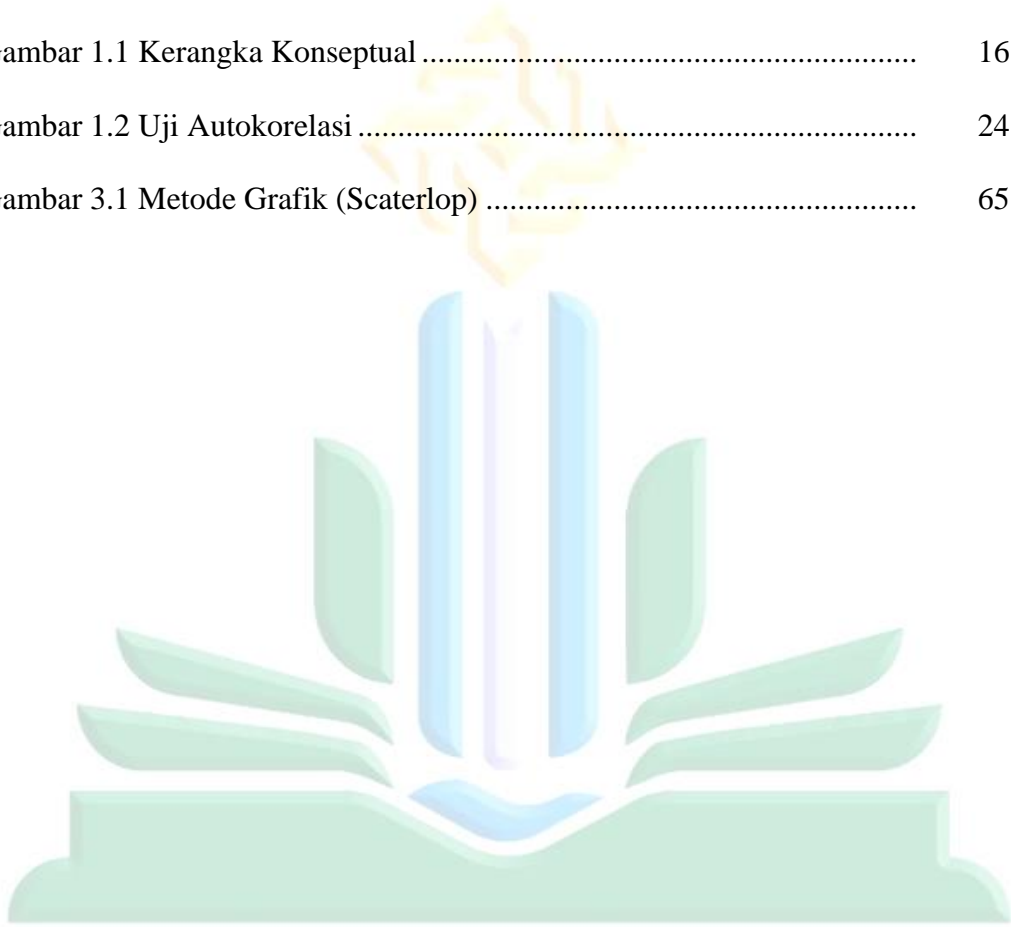 ambar 1.1 Kerangka Konseptual ............................................................... 16
ambar 1.2 Uji Autokorelasi ....................................................................... 24
ambar 3.1 Metode Grafik (Scaterlop) ....................................................... 65